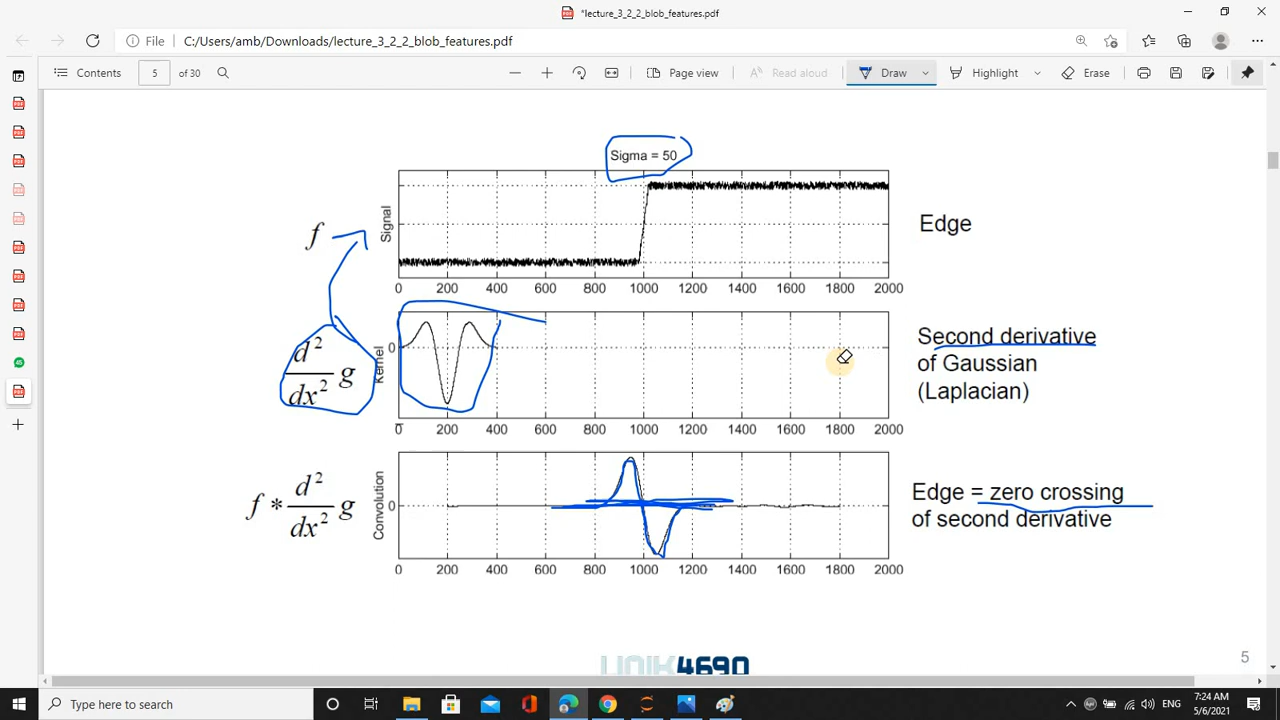 *lecture_3_2_2_blob_features.pdf
File C:/Users/amb/Downloads/lecture_3_2_2_blob_features.pdf
Contents 5 of 30 Page view Read aloud Draw Highlight Erase
Sigma = 50
f
Signal
Edge
0 200 400 600 800 1000 1200 1400 1600 1800 2000
d²/dx² g
Kernel
0
Second derivative
of Gaussian
(Laplacian)
0 200 400 600 800 1000 1200 1400 1600 1800 2000
f * d²/dx² g
Convolution
0
Edge = zero crossing
of second derivative
0 200 400 600 800 1000 1200 1400 1600 1800 2000
UNIK4690
5
Type here to search
ENG
7:24 AM
5/6/2021